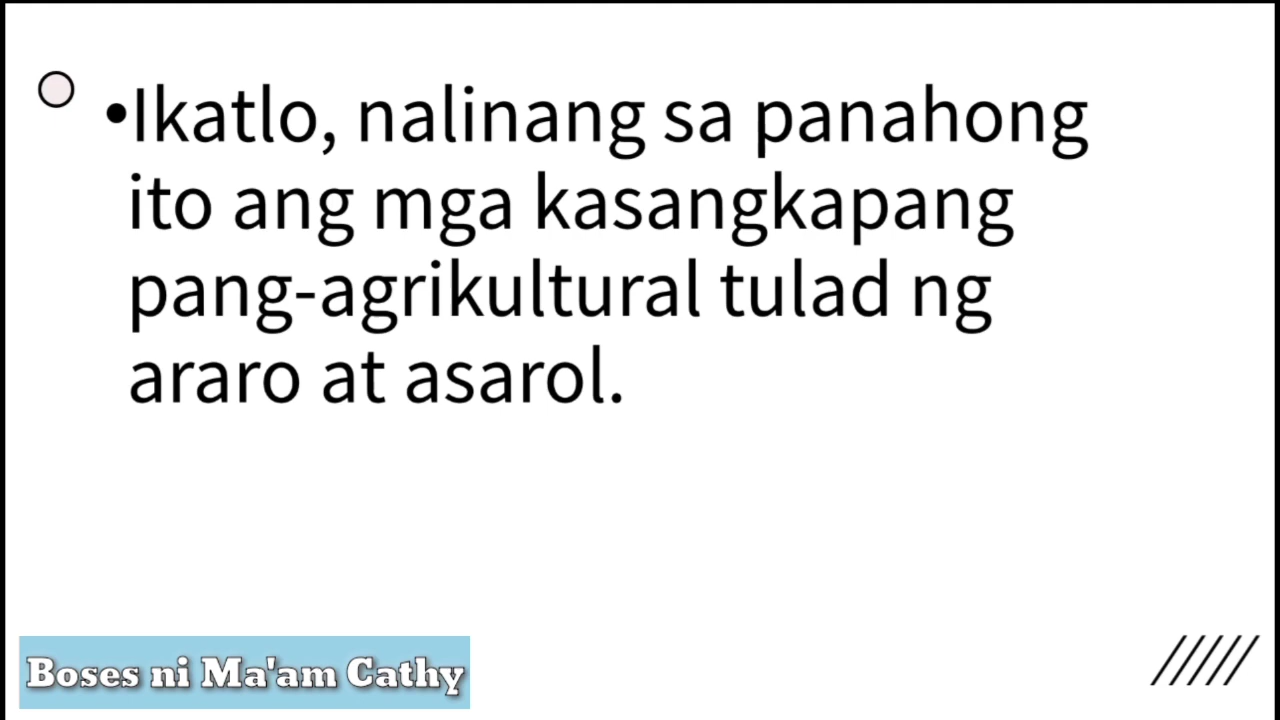 •Ikatlo, nalinang sa panahong
ito ang mga kasangkapang
pang-agrikultural tulad ng
araro at asarol.
Boses ni Ma'am Cathy